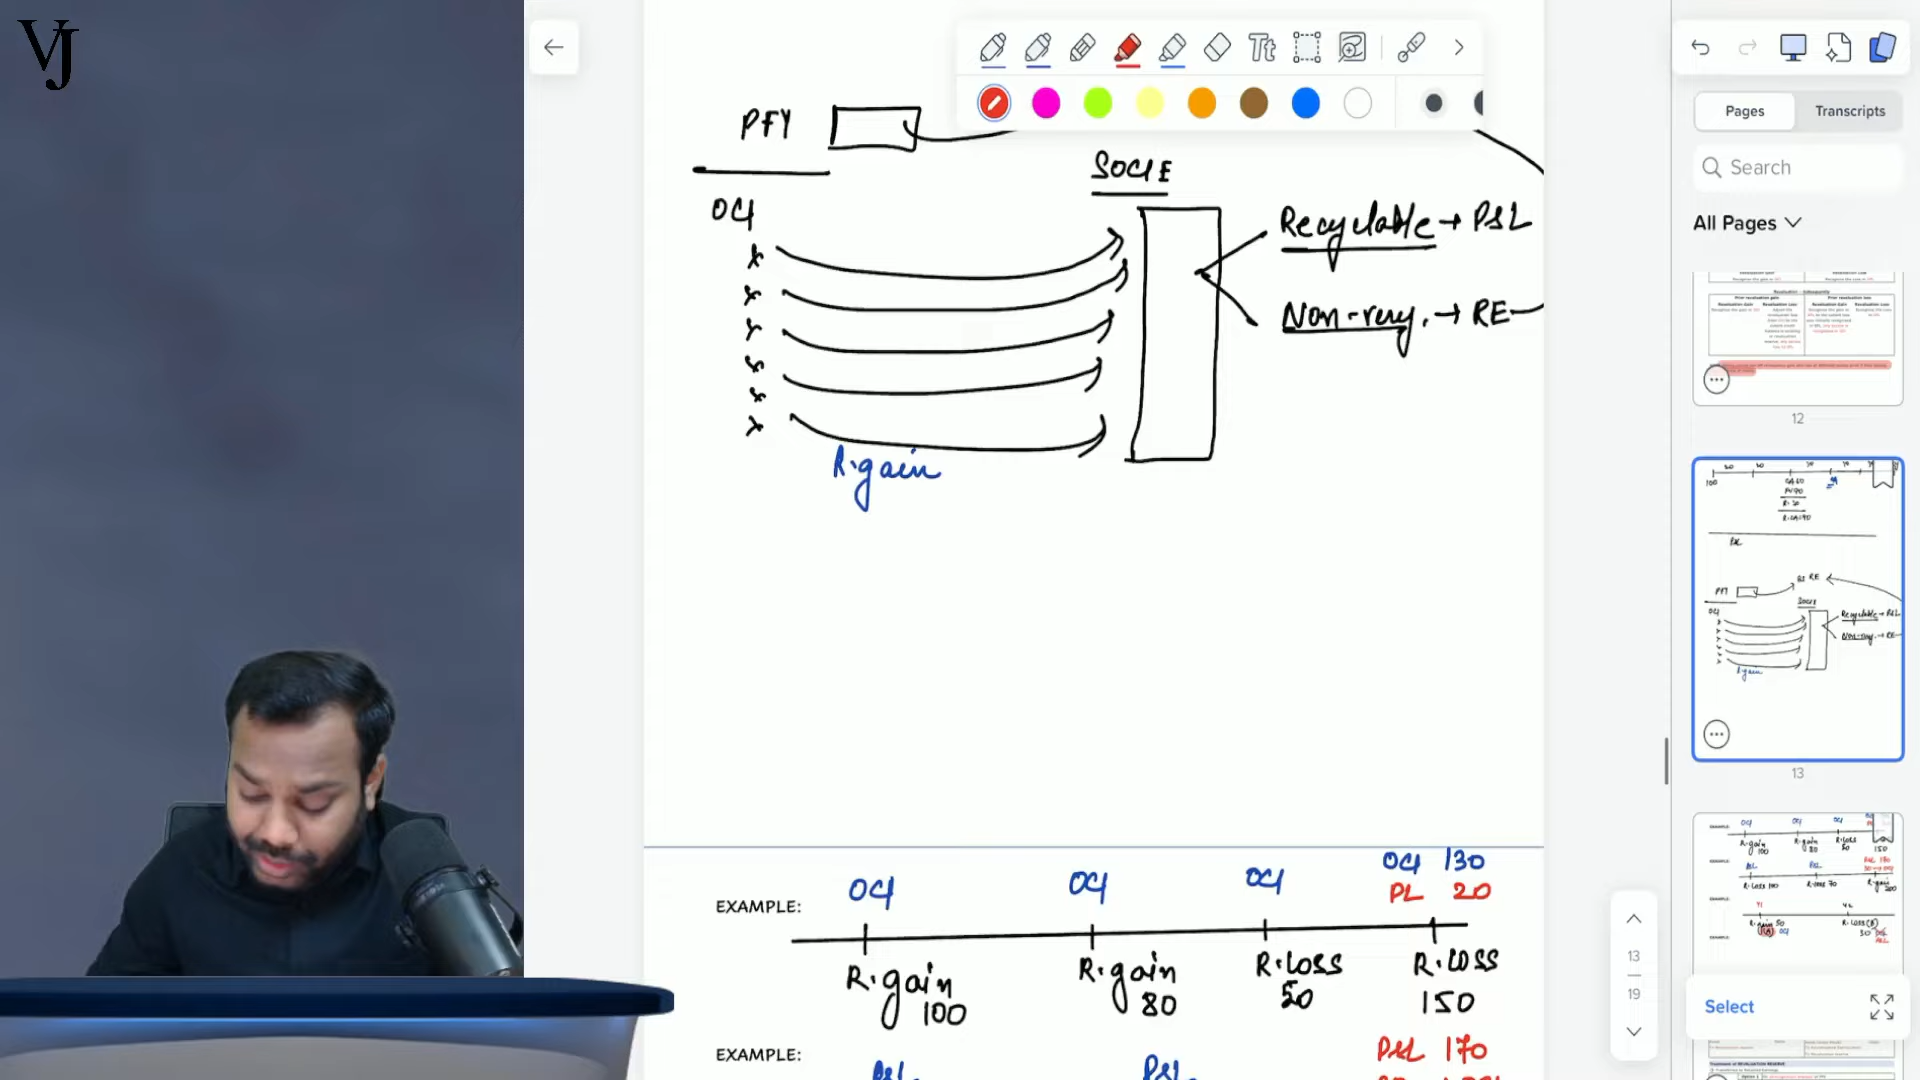 VJ
Tt
Pages
Transcripts
Search
All Pages
PFY
SOCIE
OCI
Recyclable → P&L
Non-recy. → RE
R.gain
12
13
OCI
OCI
OCI
OCI 130
PL 20
EXAMPLE:
R.gain 100
R.gain 80
R.LOSS 50
R.LOSS 150
EXAMPLE:
P&L
P&L
P&L 170
13
19
Select